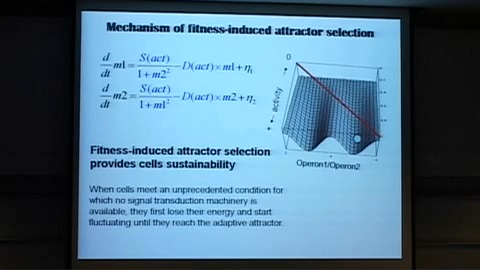 Mechanism of fitness-induced attractor selection
d/dt m1 = S(act)/(1+m2²) − D(act)×m1+η₁
d/dt m2 = S(act)/(1+m1²) − D(act)×m2+η₂
0
activity
Operon1/Operon2
Fitness-induced attractor selection
provides cells sustainability
When cells meet an unprecedented condition for
which no signal transduction machinery is
available, they first lose their energy and start
fluctuating until they reach the adaptive attractor.